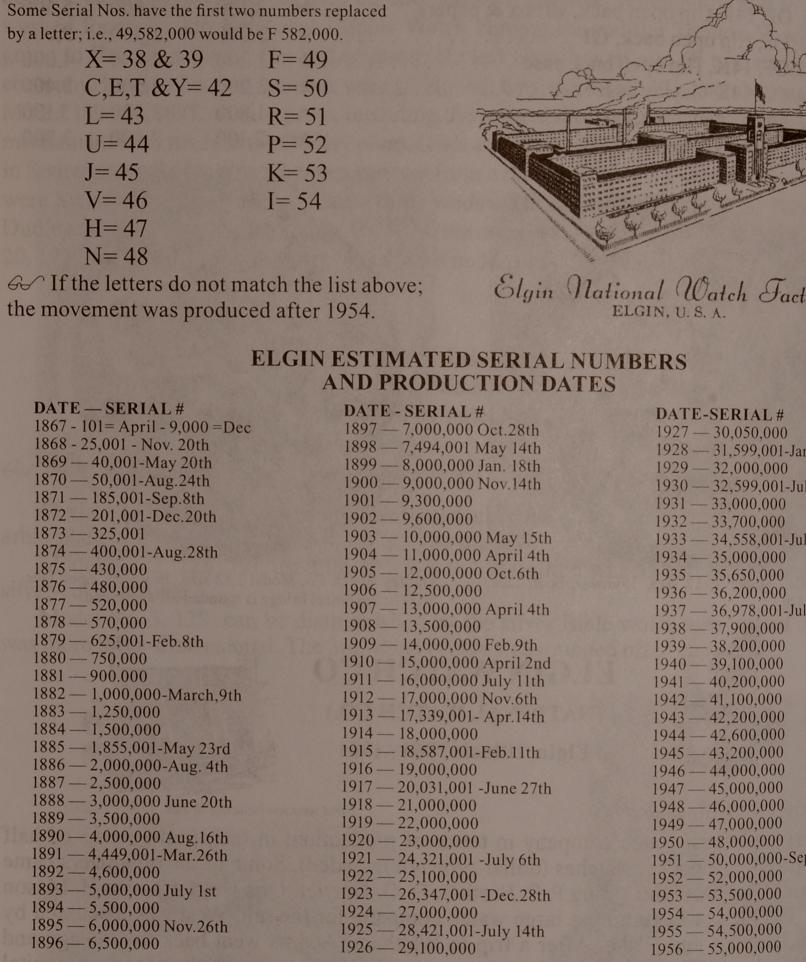 Some Serial Nos. have the first two numbers replaced
by a letter; i.e., 49,582,000 would be F 582,000.
X= 38 & 39
C,E,T &Y= 42
L= 43
U= 44
J= 45
V= 46
H= 47
N= 48
F= 49
S= 50
R= 51
P= 52
K= 53
I= 54
If the letters do not match the list above;
the movement was produced after 1954.
Elgin National Watch Fact
ELGIN, U. S. A.
ELGIN ESTIMATED SERIAL NUMBERS
AND PRODUCTION DATES
DATE — SERIAL #
1867 - 101= April - 9,000 =Dec
1868 - 25,001 - Nov. 20th
1869 — 40,001-May 20th
1870 — 50,001-Aug.24th
1871 — 185,001-Sep.8th
1872 — 201,001-Dec.20th
1873 — 325,001
1874 — 400,001-Aug.28th
1875 — 430,000
1876 — 480,000
1877 — 520,000
1878 — 570,000
1879 — 625,001-Feb.8th
1880 — 750,000
1881 — 900.000
1882 — 1,000,000-March,9th
1883 — 1,250,000
1884 — 1,500,000
1885 — 1,855,001-May 23rd
1886 — 2,000,000-Aug. 4th
1887 — 2,500,000
1888 — 3,000,000 June 20th
1889 — 3,500,000
1890 — 4,000,000 Aug.16th
1891 — 4,449,001-Mar.26th
1892 — 4,600,000
1893 — 5,000,000 July 1st
1894 — 5,500,000
1895 — 6,000,000 Nov.26th
1896 — 6,500,000
DATE - SERIAL #
1897 — 7,000,000 Oct.28th
1898 — 7,494,001 May 14th
1899 — 8,000,000 Jan. 18th
1900 — 9,000,000 Nov.14th
1901 — 9,300,000
1902 — 9,600,000
1903 — 10,000,000 May 15th
1904 — 11,000,000 April 4th
1905 — 12,000,000 Oct.6th
1906 — 12,500,000
1907 — 13,000,000 April 4th
1908 — 13,500,000
1909 — 14,000,000 Feb.9th
1910 — 15,000,000 April 2nd
1911 — 16,000,000 July 11th
1912 — 17,000,000 Nov.6th
1913 — 17,339,001- Apr.14th
1914 — 18,000,000
1915 — 18,587,001-Feb.11th
1916 — 19,000,000
1917 — 20,031,001 -June 27th
1918 — 21,000,000
1919 — 22,000,000
1920 — 23,000,000
1921 — 24,321,001 -July 6th
1922 — 25,100,000
1923 — 26,347,001 -Dec.28th
1924 — 27,000,000
1925 — 28,421,001-July 14th
1926 — 29,100,000
DATE-SERIAL #
1927 — 30,050,000
1928 — 31,599,001-Jan
1929 — 32,000,000
1930 — 32,599,001-Jul
1931 — 33,000,000
1932 — 33,700,000
1933 — 34,558,001-Jul
1934 — 35,000,000
1935 — 35,650,000
1936 — 36,200,000
1937 — 36,978,001-Jul
1938 — 37,900,000
1939 — 38,200,000
1940 — 39,100,000
1941 — 40,200,000
1942 — 41,100,000
1943 — 42,200,000
1944 — 42,600,000
1945 — 43,200,000
1946 — 44,000,000
1947 — 45,000,000
1948 — 46,000,000
1949 — 47,000,000
1950 — 48,000,000
1951 — 50,000,000-Sep
1952 — 52,000,000
1953 — 53,500,000
1954 — 54,000,000
1955 — 54,500,000
1956 — 55,000,000